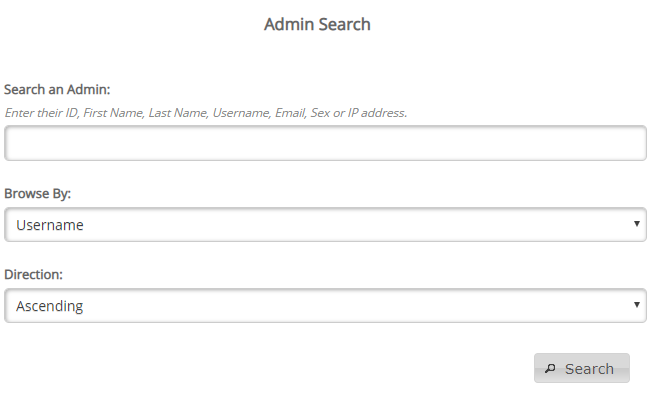 Admin Search
Search an Admin:
Enter their ID, First Name, Last Name, Username, Email, Sex or IP address.
Browse By:
Username
Direction:
Ascending
Search